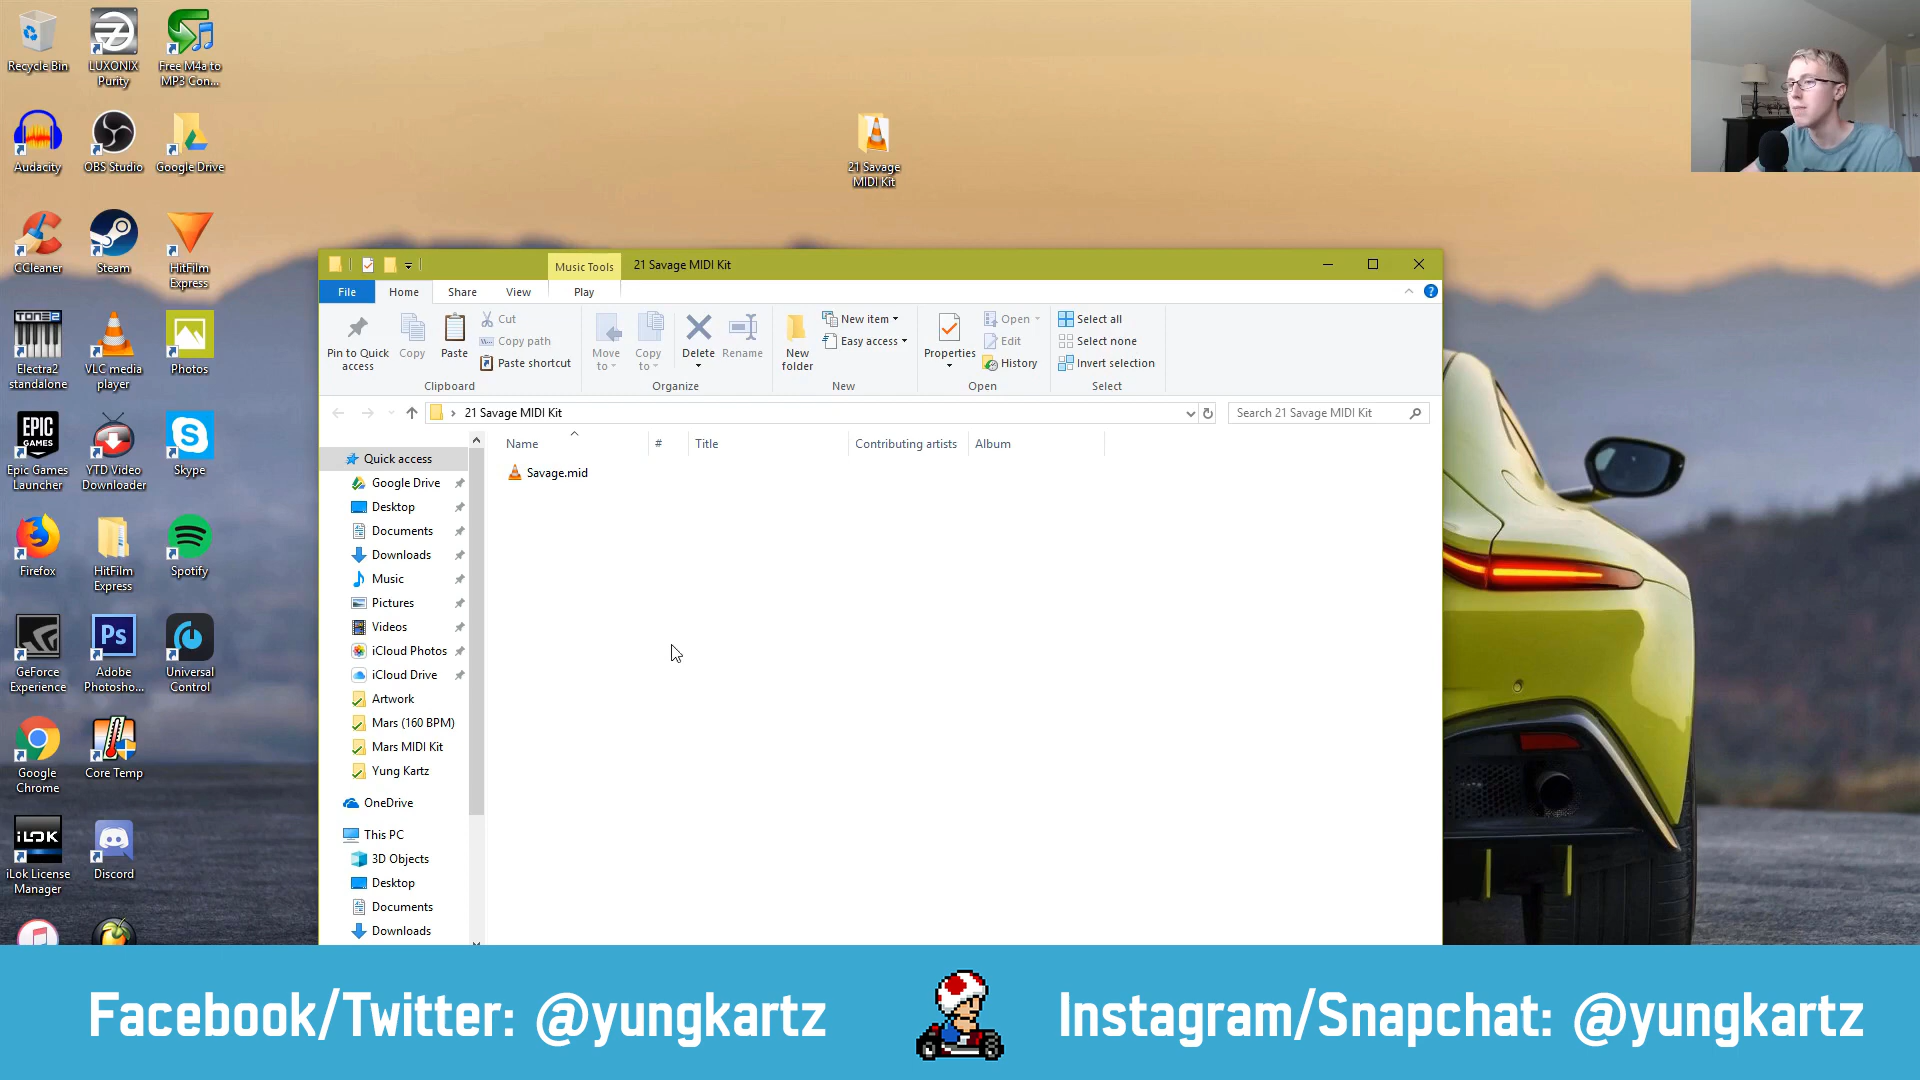 Recycle Bin
LUXONIX
Purity
Free M4a to
MP3 Con...
Audacity
OBS Studio
Google Drive
21 Savage
MIDI Kit
CCleaner
Steam
HitFilm
Express
TONE2
Electra2
standalone
VLC media
player
Photos
EPIC
GAMES
Epic Games
Launcher
YTD Video
Downloader
Skype
Firefox
HitFilm
Express
Spotify
GeForce
Experience
Ps
Adobe
Photosho...
Universal
Control
Google
Chrome
Core Temp
iLOK
iLok License
Manager
Discord
Music Tools
21 Savage MIDI Kit
File
Home
Share
View
Play
Pin to Quick
access
Copy
Paste
Cut
Copy path
Paste shortcut
Clipboard
Move
to
Copy
to
Delete
Rename
Organize
New
folder
New item
Easy access
New
Properties
Open
Edit
History
Open
Select all
Select none
Invert selection
Select
21 Savage MIDI Kit
Search 21 Savage MIDI Kit
Name
#
Title
Contributing artists
Album
Savage.mid
Quick access
Google Drive
Desktop
Documents
Downloads
Music
Pictures
Videos
iCloud Photos
iCloud Drive
Artwork
Mars (160 BPM)
Mars MIDI Kit
Yung Kartz
OneDrive
This PC
3D Objects
Desktop
Documents
Downloads
Facebook/Twitter: @yungkartz
Instagram/Snapchat: @yungkartz